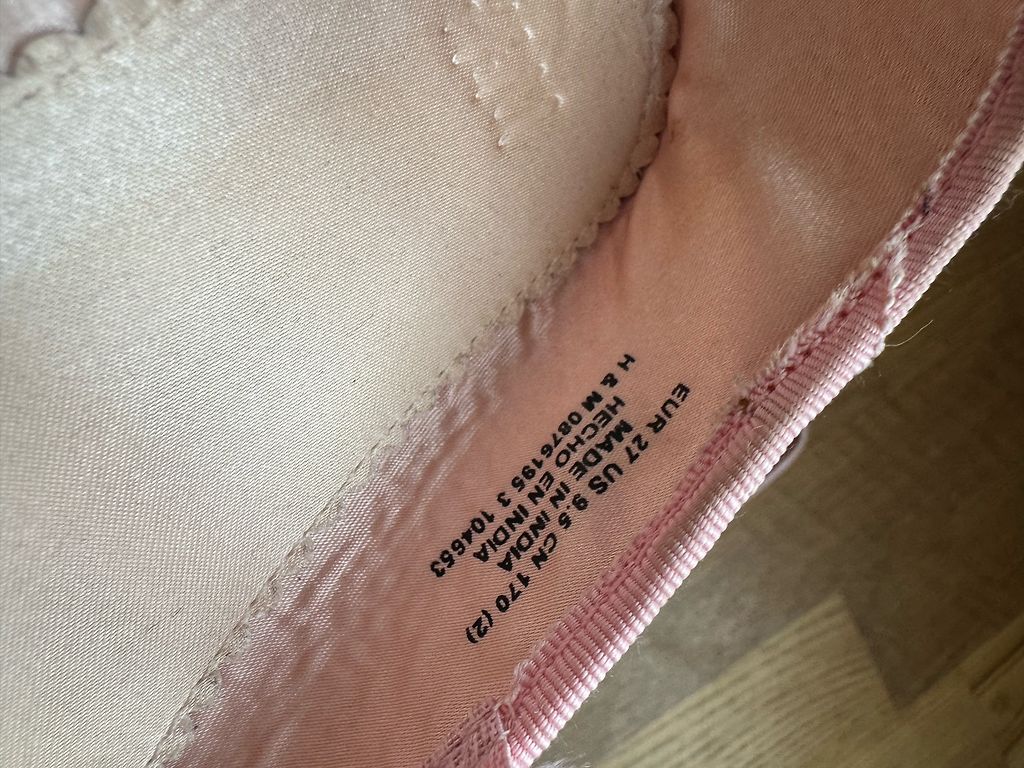 EUR 27 US 9.5 CN 170 (2)
MADE IN INDIA
HECHO EN INDIA
H & M 0876195 3 104653